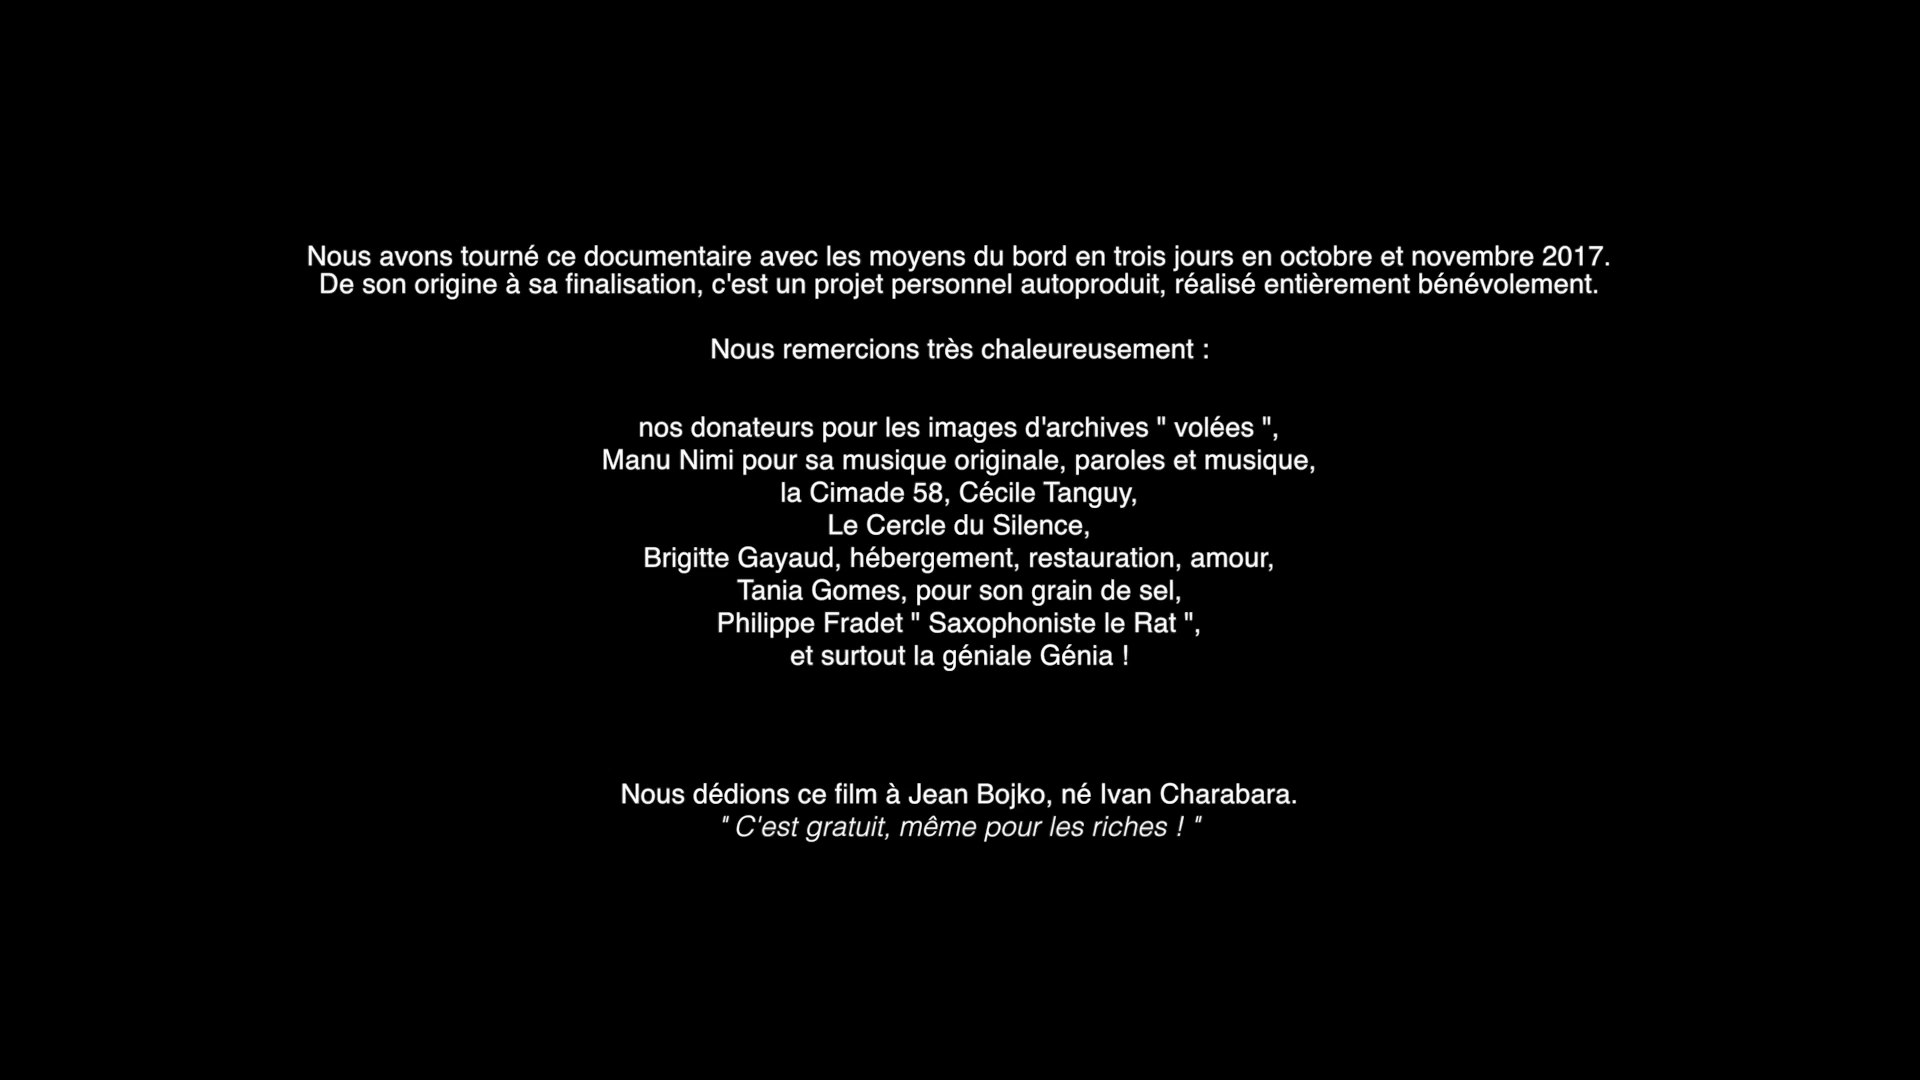 Nous avons tourné ce documentaire avec les moyens du bord en trois jours en octobre et novembre 2017.
De son origine à sa finalisation, c'est un projet personnel autoproduit, réalisé entièrement bénévolement.
Nous remercions très chaleureusement :
nos donateurs pour les images d'archives " volées ",
Manu Nimi pour sa musique originale, paroles et musique,
la Cimade 58, Cécile Tanguy,
Le Cercle du Silence,
Brigitte Gayaud, hébergement, restauration, amour,
Tania Gomes, pour son grain de sel,
Philippe Fradet " Saxophoniste le Rat ",
et surtout la géniale Génia !
Nous dédions ce film à Jean Bojko, né Ivan Charabara.
" C'est gratuit, même pour les riches ! "